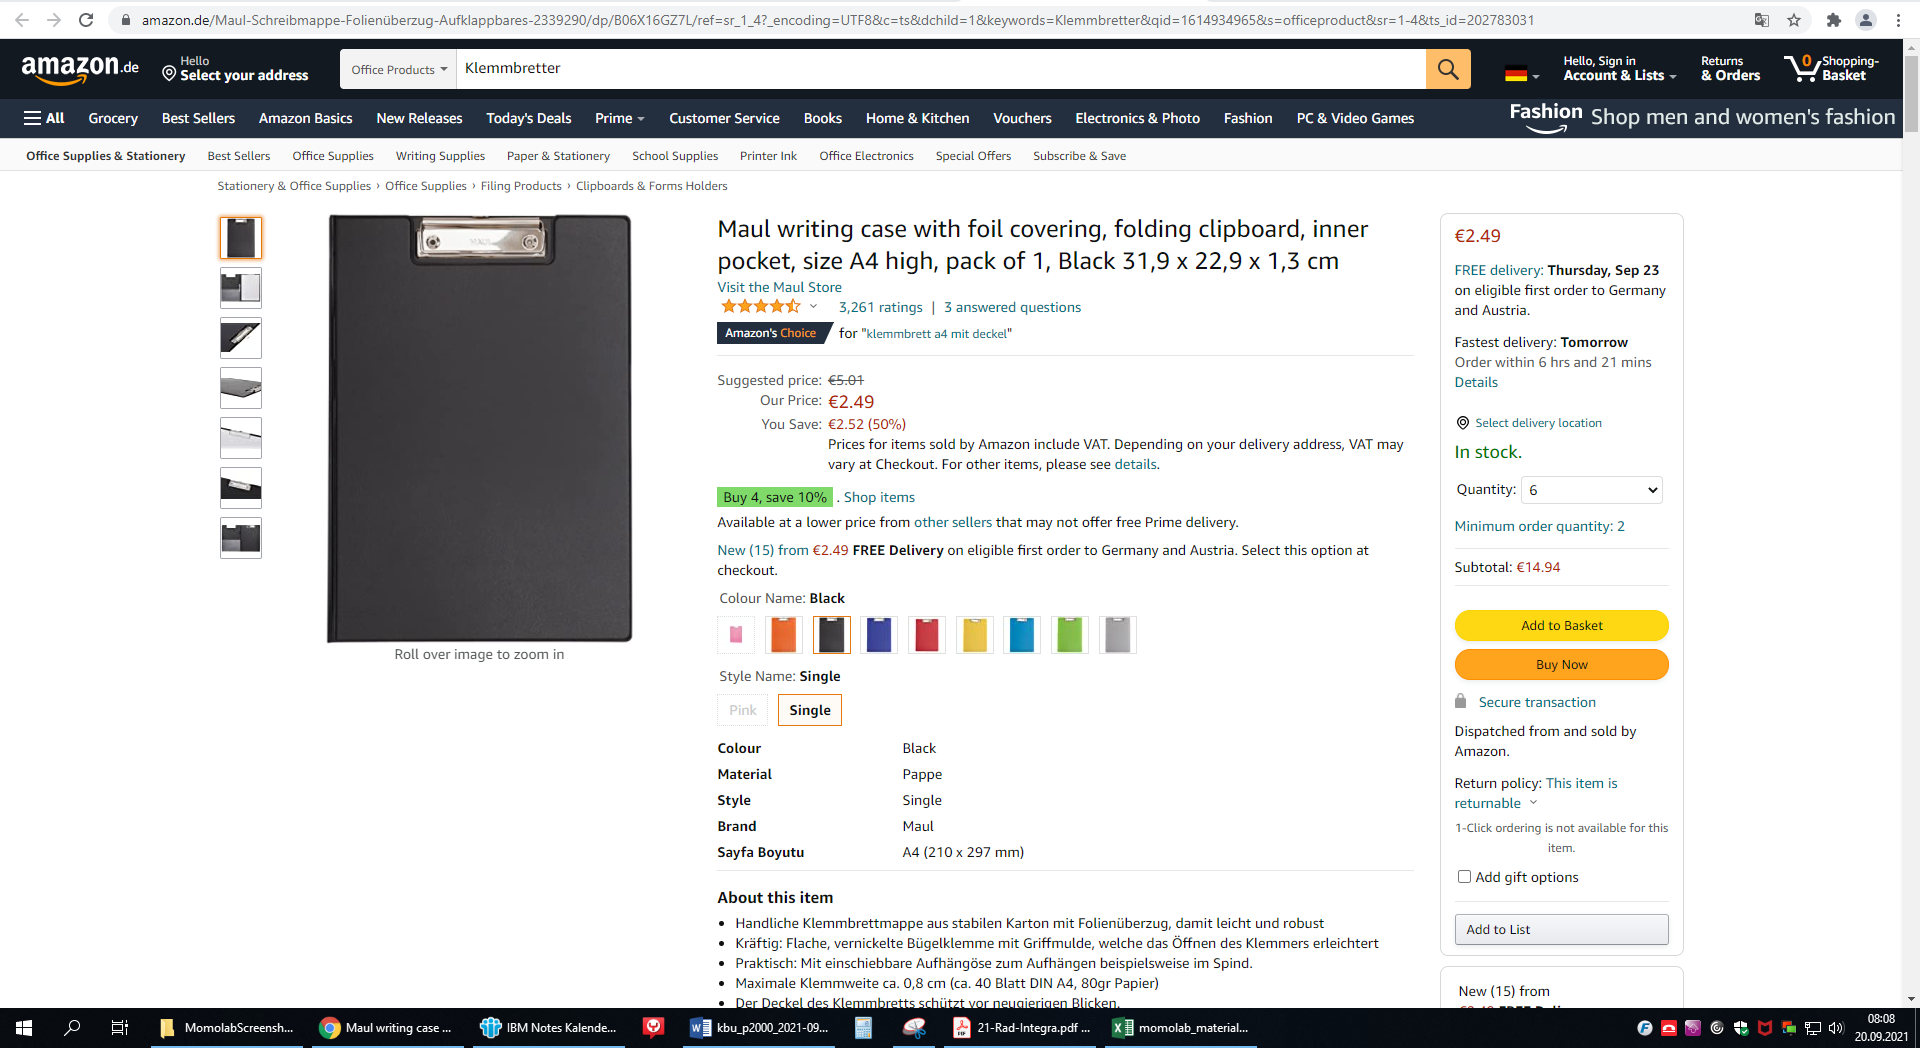 amazon.de/Maul-Schreibmappe-Folienüberzug-Aufklappbares-2339290/dp/B06X16GZ7L/ref=sr_1_4?_encoding=UTF8&c=ts&dchild=1&keywords=Klemmbretter&qid=1614934965&s=officeproduct&sr=1-4&ts_id=202783031
amazon.de
Hello
Select your address
Office Products
Klemmbretter
Hello, Sign in
Account & Lists
Returns
& Orders
0
Shopping-
Basket
All
Grocery
Best Sellers
Amazon Basics
New Releases
Today's Deals
Prime
Customer Service
Books
Home & Kitchen
Vouchers
Electronics & Photo
Fashion
PC & Video Games
Fashion Shop men and women's fashion
Office Supplies & Stationery
Best Sellers
Office Supplies
Writing Supplies
Paper & Stationery
School Supplies
Printer Ink
Office Electronics
Special Offers
Subscribe & Save
Stationery & Office Supplies › Office Supplies › Filing Products › Clipboards & Forms Holders
Roll over image to zoom in
Maul writing case with foil covering, folding clipboard, inner
pocket, size A4 high, pack of 1, Black 31,9 x 22,9 x 1,3 cm
Visit the Maul Store
3,261 ratings | 3 answered questions
Amazon's Choice for "klemmbrett a4 mit deckel"
Suggested price: €5.01
Our Price: €2.49
You Save: €2.52 (50%)
Prices for items sold by Amazon include VAT. Depending on your delivery address, VAT may
vary at Checkout. For other items, please see details.
Buy 4, save 10% . Shop items
Available at a lower price from other sellers that may not offer free Prime delivery.
New (15) from €2.49 FREE Delivery on eligible first order to Germany and Austria. Select this option at
checkout.
Colour Name: Black
Style Name: Single
Pink
Single
Colour Black
Material Pappe
Style Single
Brand Maul
Sayfa Boyutu A4 (210 x 297 mm)
About this item
• Handliche Klemmbrettmappe aus stabilen Karton mit Folienüberzug, damit leicht und robust
• Kräftig: Flache, vernickelte Bügelklemme mit Griffmulde, welche das Öffnen des Klemmers erleichtert
• Praktisch: Mit einschiebbare Aufhängöse zum Aufhängen beispielsweise im Spind.
• Maximale Klemmweite ca. 0,8 cm (ca. 40 Blatt DIN A4, 80gr Papier)
• Der Deckel des Klemmbretts schützt vor neugierigen Blicken.
€2.49
FREE delivery: Thursday, Sep 23
on eligible first order to Germany
and Austria.
Fastest delivery: Tomorrow
Order within 6 hrs and 21 mins
Details
Select delivery location
In stock.
Quantity: 6
Minimum order quantity: 2
Subtotal: €14.94
Add to Basket
Buy Now
Secure transaction
Dispatched from and sold by
Amazon.
Return policy: This item is
returnable
1-Click ordering is not available for this
item.
Add gift options
Add to List
New (15) from
MomolabScreensh...
Maul writing case ...
IBM Notes Kalende...
kbu_p2000_2021-09...
21-Rad-Integra.pdf ...
momolab_material...
08:08
20.09.2021